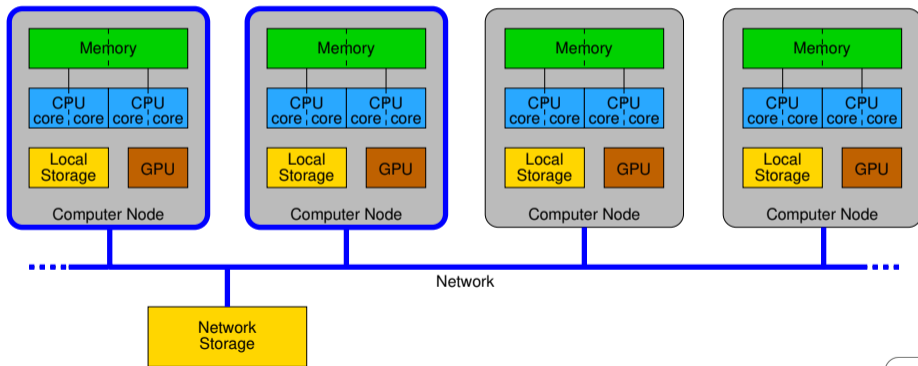 Memory Memory Memory Memory
CPU CPU CPU CPU CPU CPU CPU CPU
core core core core core core core core core core core core core core core core
Local Local Local Local
Storage GPU Storage GPU Storage GPU Storage GPU
Computer Node Computer Node Computer Node Computer Node
Network
Network
Storage